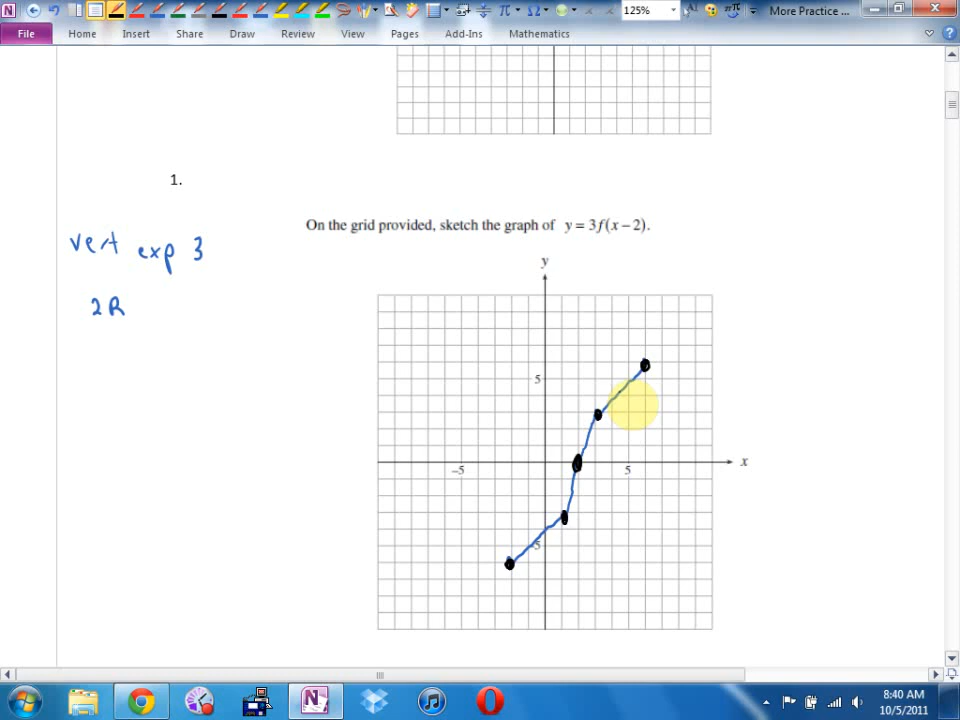 125%
More Practice ...
File Home Insert Share Draw Review View Pages Add-Ins Mathematics
1.
On the grid provided, sketch the graph of y = 3f(x – 2).
vert exp 3
2R
y
5
-5
5
x
-5
8:40 AM
10/5/2011